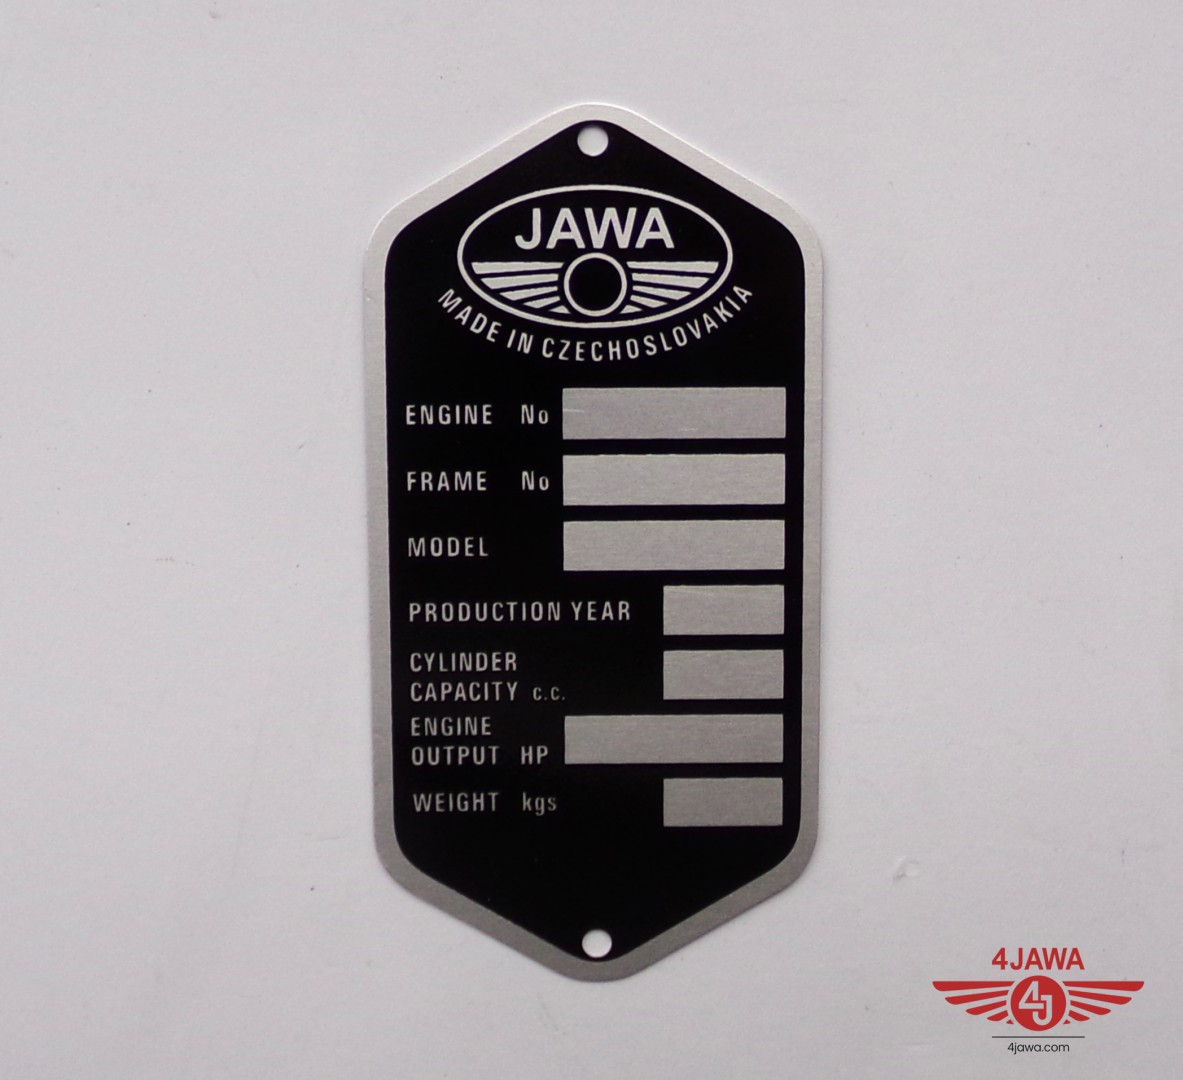 JAWA
MADE IN CZECHOSLOVAKIA
ENGINE No
FRAME No
MODEL
PRODUCTION YEAR
CYLINDER
CAPACITY c.c.
ENGINE
OUTPUT HP
WEIGHT kgs
4JAWA
4J
4jawa.com